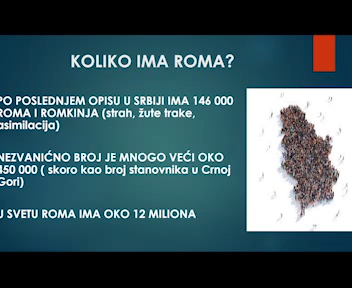 KOLIKO IMA ROMA?
PO POSLEDNJEM OPISU U SRBIJI IMA 146 000
ROMA I ROMKINJA (strah, žute trake,
asimilacija)
NEZVANIĆNO BROJ JE MNOGO VEĆI OKO
450 000 ( skoro kao broj stanovnika u Crnoj
Gori)
U SVETU ROMA IMA OKO 12 MILIONA